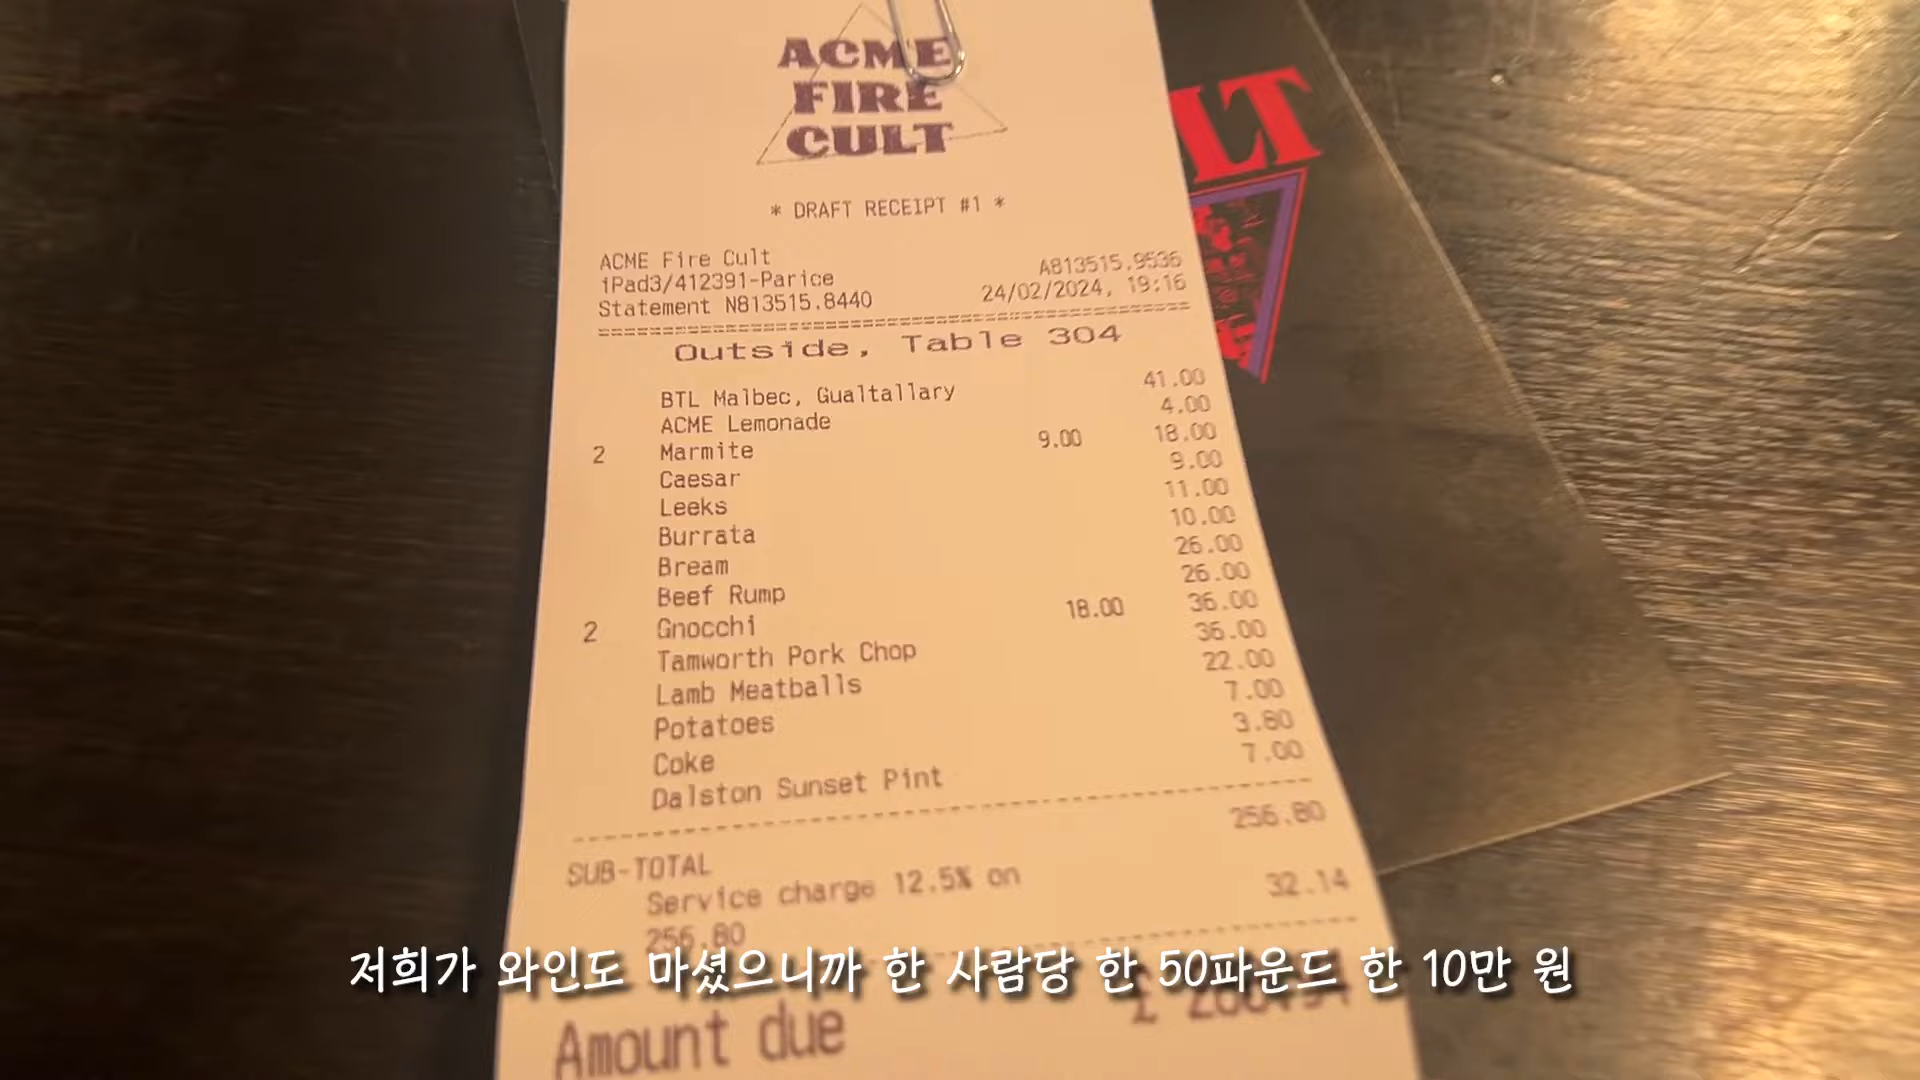 ACME
FIRE
CULT
LT
* DRAFT RECEIPT #1 *
ACME Fire Cult
iPad3/412391-Parice A813515.9536
Statement N813515.8440 24/02/2024, 19:16
Outside, Table 304
BTL Malbec, Gualtallary 41.00
ACME Lemonade 4.00
2 Marmite 9.00 18.00
Caesar 9.00
Leeks 11.00
Burrata 10.00
Bream 26.00
Beef Rump 26.00
2 Gnocchi 18.00 36.00
Tamworth Pork Chop 36.00
Lamb Meatballs 22.00
Potatoes 7.00
Coke 3.80
Dalston Sunset Pint 7.00
SUB-TOTAL 256.80
Service charge 12.5% on 32.14
256.80
저희가 와인도 마셨으니까 한 사람당 한 50파운드 한 10만 원
Amount due £